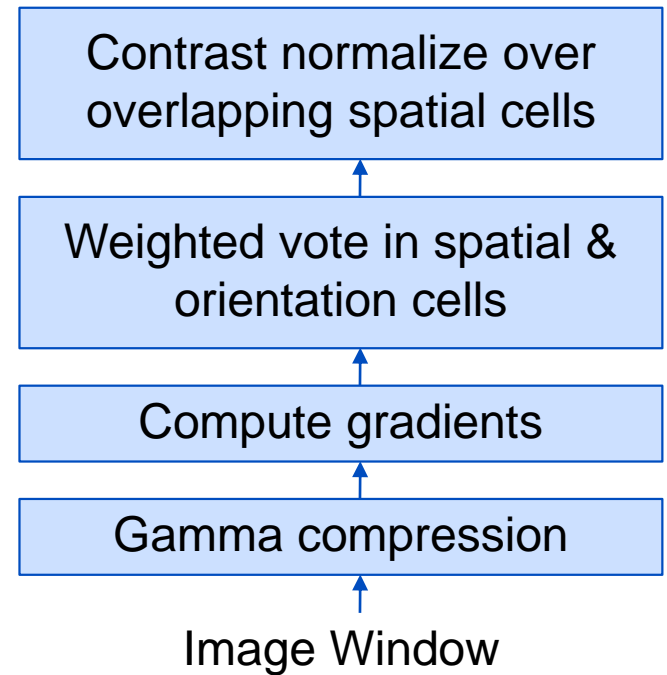 Contrast normalize over
overlapping spatial cells
Weighted vote in spatial &
orientation cells
Compute gradients
Gamma compression
Image Window